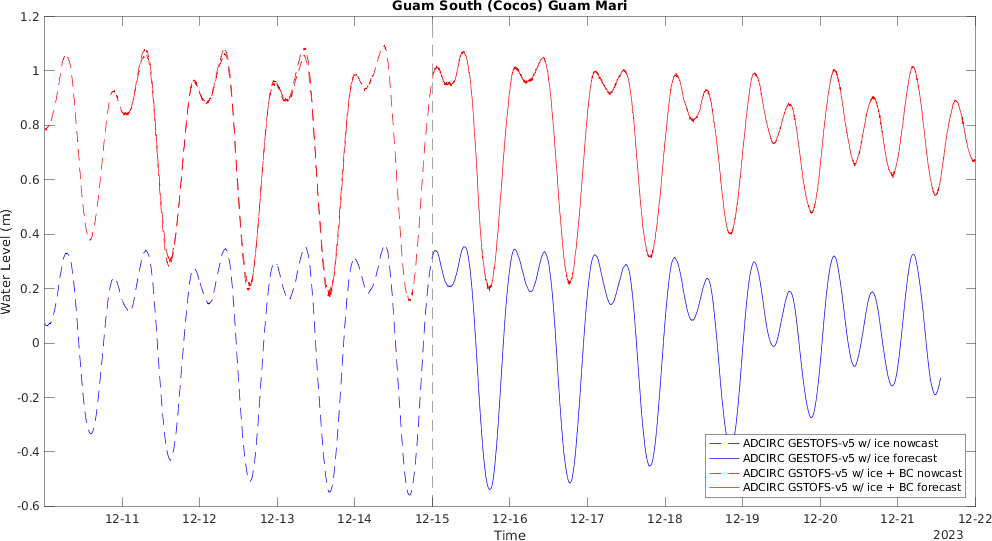 Guam South (Cocos) Guam Mari
1.2
1
0.8
0.6
0.4
0.2
0
-0.2
-0.4
-0.6
Water Level (m)
12-11 12-12 12-13 12-14 12-15 12-16 12-17 12-18 12-19 12-20 12-21 12-22
Time
2023
ADCIRC GESTOFS-v5 w/ ice nowcast
ADCIRC GESTOFS-v5 w/ ice forecast
ADCIRC GSTOFS-v5 w/ ice + BC nowcast
ADCIRC GSTOFS-v5 w/ ice + BC forecast